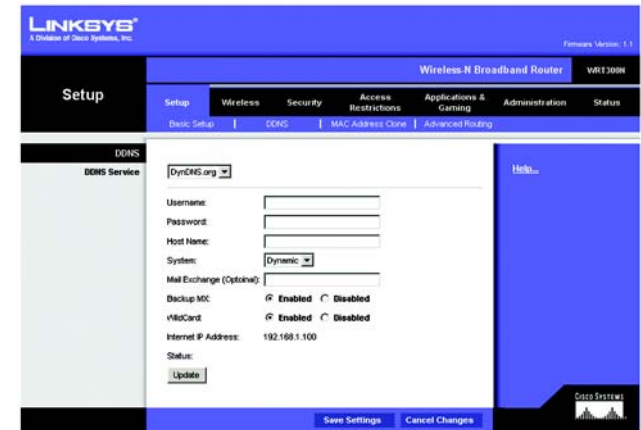 LINKSYS®
A Division of Cisco Systems, Inc.
Firmware Version: 1.1
Wireless-N Broadband Router WRT300N
Setup
Setup Wireless Security Access Restrictions Applications & Gaming Administration Status
Basic Setup | DDNS | MAC Address Clone | Advanced Routing
DDNS
DDNS Service
DynDNS.org
Help...
Username:
Password:
Host Name:
System: Dynamic
Mail Exchange (Optoinal):
Backup MX: Enabled Disabled
WildCard: Enabled Disabled
Internet IP Address: 192.168.1.100
Status:
Update
Save Settings Cancel Changes
CISCO SYSTEMS